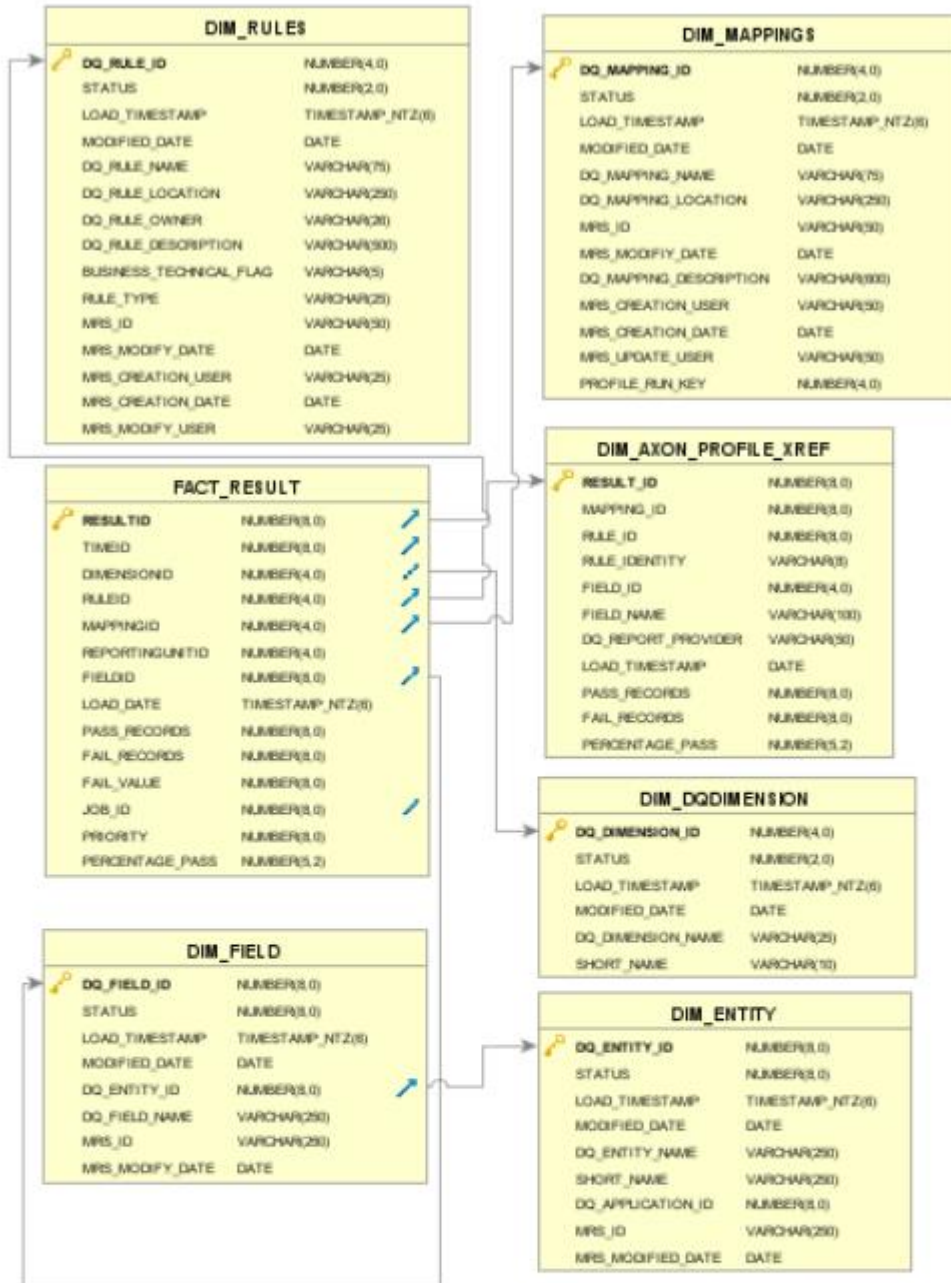 DIM_RULES
DQ_RULE_ID NUMBER(4,0)
STATUS NUMBER(2,0)
LOAD_TIMESTAMP TIMESTAMP_NTZ(6)
MODIFIED_DATE DATE
DQ_RULE_NAME VARCHAR(75)
DQ_RULE_LOCATION VARCHAR(250)
DQ_RULE_OWNER VARCHAR(26)
DQ_RULE_DESCRIPTION VARCHAR(500)
BUSINESS_TECHNICAL_FLAG VARCHAR(5)
RULE_TYPE VARCHAR(25)
MRS_ID VARCHAR(50)
MRS_MODIFY_DATE DATE
MRS_CREATION_USER VARCHAR(25)
MRS_CREATION_DATE DATE
MRS_MODIFY_USER VARCHAR(25)
DIM_MAPPINGS
DQ_MAPPING_ID NUMBER(4,0)
STATUS NUMBER(2,0)
LOAD_TIMESTAMP TIMESTAMP_NTZ(6)
MODIFIED_DATE DATE
DQ_MAPPING_NAME VARCHAR(75)
DQ_MAPPING_LOCATION VARCHAR(250)
MRS_ID VARCHAR(50)
MRS_MODIFIY_DATE DATE
DQ_MAPPING_DESCRIPTION VARCHAR(600)
MRS_CREATION_USER VARCHAR(50)
MRS_CREATION_DATE DATE
MRS_UPDATE_USER VARCHAR(50)
PROFILE_RUN_KEY NUMBER(4,0)
FACT_RESULT
RESULTID NUMBER(8,0)
TIMEID NUMBER(8,0)
DIMENSIONID NUMBER(4,0)
RULEID NUMBER(4,0)
MAPPINGID NUMBER(4,0)
REPORTINGUNITID NUMBER(4,0)
FIELDID NUMBER(8,0)
LOAD_DATE TIMESTAMP_NTZ(6)
PASS_RECORDS NUMBER(8,0)
FAIL_RECORDS NUMBER(8,0)
FAIL_VALUE NUMBER(8,0)
JOB_ID NUMBER(8,0)
PRIORITY NUMBER(8,0)
PERCENTAGE_PASS NUMBER(5,2)
DIM_AXON_PROFILE_XREF
RESULT_ID NUMBER(8,0)
MAPPING_ID NUMBER(8,0)
RULE_ID NUMBER(8,0)
RULE_IDENTITY VARCHAR(8)
FIELD_ID NUMBER(4,0)
FIELD_NAME VARCHAR(100)
DQ_REPORT_PROVIDER VARCHAR(50)
LOAD_TIMESTAMP DATE
PASS_RECORDS NUMBER(8,0)
FAIL_RECORDS NUMBER(8,0)
PERCENTAGE_PASS NUMBER(5,2)
DIM_DQDIMENSION
DQ_DIMENSION_ID NUMBER(4,0)
STATUS NUMBER(2,0)
LOAD_TIMESTAMP TIMESTAMP_NTZ(6)
MODIFIED_DATE DATE
DQ_DIMENSION_NAME VARCHAR(25)
SHORT_NAME VARCHAR(10)
DIM_FIELD
DQ_FIELD_ID NUMBER(8,0)
STATUS NUMBER(8,0)
LOAD_TIMESTAMP TIMESTAMP_NTZ(6)
MODIFIED_DATE DATE
DQ_ENTITY_ID NUMBER(8,0)
DQ_FIELD_NAME VARCHAR(250)
MRS_ID VARCHAR(250)
MRS_MODIFY_DATE DATE
DIM_ENTITY
DQ_ENTITY_ID NUMBER(8,0)
STATUS NUMBER(8,0)
LOAD_TIMESTAMP TIMESTAMP_NTZ(6)
MODIFIED_DATE DATE
DQ_ENTITY_NAME VARCHAR(250)
SHORT_NAME VARCHAR(250)
DQ_APPLICATION_ID NUMBER(8,0)
MRS_ID VARCHAR(250)
MRS_MODIFIED_DATE DATE